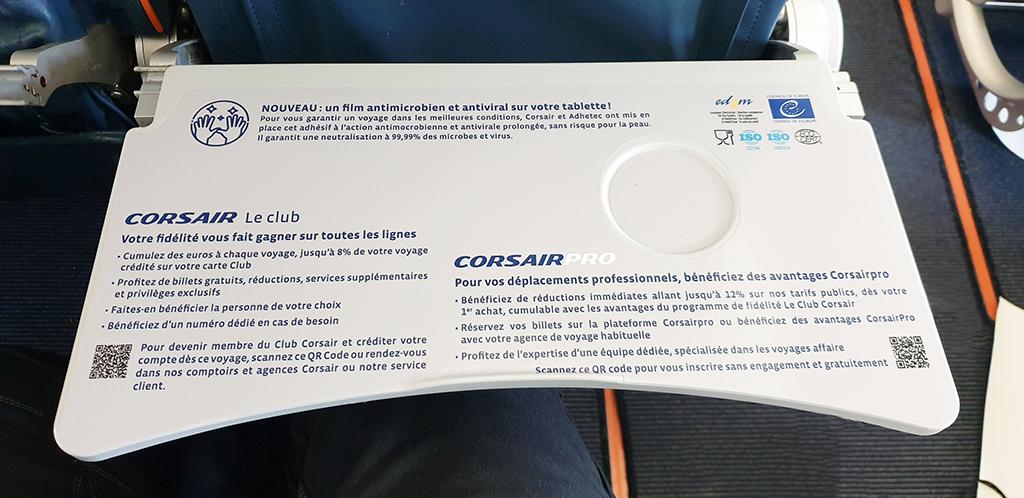 NOUVEAU : un film antimicrobien et antiviral sur votre tablette !
Pour vous garantir un voyage dans les meilleures conditions, Corsair et Adhetec ont mis en
place cet adhésif à l'action antimicrobienne et antivirale prolongée, sans risque pour la peau.
Il garantit une neutralisation à 99,99% des microbes et virus.
edqm
COUNCIL OF EUROPE
CONSEIL DE L'EUROPE
ISO
ISO
ECO
CERT
CORSAIR Le club
Votre fidélité vous fait gagner sur toutes les lignes
• Cumulez des euros à chaque voyage, jusqu'à 8% de votre voyage
crédité sur votre carte Club
• Profitez de billets gratuits, réductions, services supplémentaires
et privilèges exclusifs
• Faites-en bénéficier la personne de votre choix
• Bénéficiez d'un numéro dédié en cas de besoin
Pour devenir membre du Club Corsair et créditer votre
compte dès ce voyage, scannez ce QR Code ou rendez-vous
dans nos comptoirs et agences Corsair ou notre service
client.
CORSAIRPRO
Pour vos déplacements professionnels, bénéficiez des avantages Corsairpro
• Bénéficiez de réductions immédiates allant jusqu'à 12% sur nos tarifs publics, dès votre
1er achat, cumulable avec les avantages du programme de fidélité Le Club Corsair
• Réservez vos billets sur la plateforme Corsairpro ou bénéficiez des avantages CorsairPro
avec votre agence de voyage habituelle
• Profitez de l'expertise d'une équipe dédiée, spécialisée dans les voyages affaire
Scannez ce QR code pour vous inscrire sans engagement et gratuitement